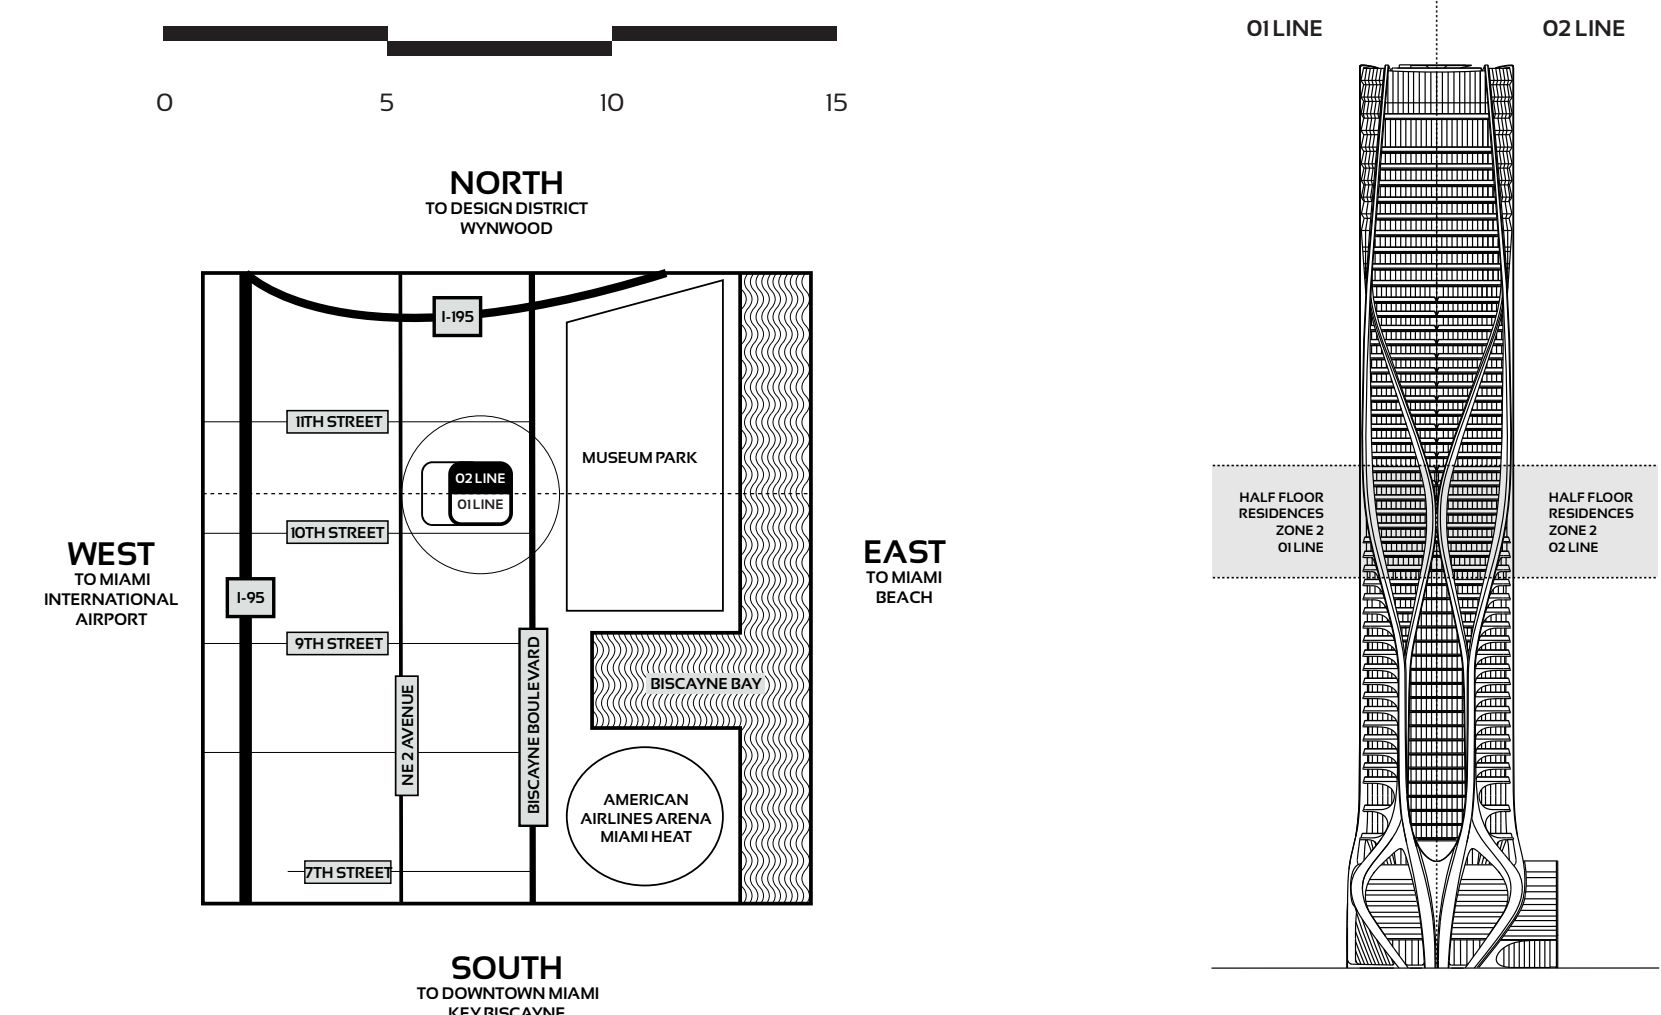 01 LINE
02 LINE
0 5 10 15
NORTH
TO DESIGN DISTRICT
WYNWOOD
I-195
11TH STREET
MUSEUM PARK
02 LINE
01 LINE
10TH STREET
WEST
TO MIAMI
INTERNATIONAL
AIRPORT
I-95
EAST
TO MIAMI
BEACH
9TH STREET
BISCAYNE BAY
NE 2 AVENUE
BISCAYNE BOULEVARD
AMERICAN
AIRLINES ARENA
MIAMI HEAT
7TH STREET
SOUTH
TO DOWNTOWN MIAMI
KEY BISCAYNE
HALF FLOOR
RESIDENCES
ZONE 2
01 LINE
HALF FLOOR
RESIDENCES
ZONE 2
02 LINE